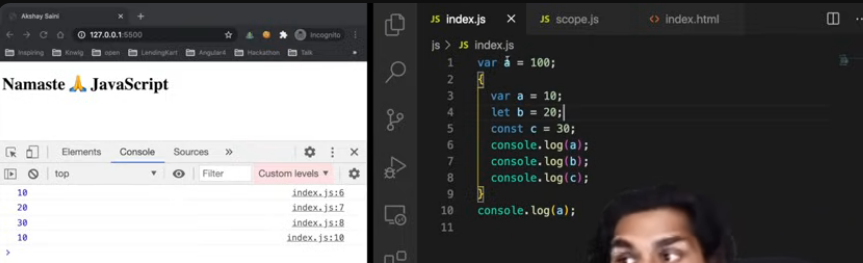 Akshay Saini
Incognito
127.0.0.1:5500
Inspiring Knwlg open LendingKart Angular4 Hackathon Talk
Namaste 🙏 JavaScript
Elements Console Sources »
top Filter Custom levels ▼
10 index.js:6
20 index.js:7
30 index.js:8
10 index.js:10
>
JS index.js × JS scope.js <> index.html
js > JS index.js
1 var a = 100;
2 {
3 var a = 10;
4 let b = 20;
5 const c = 30;
6 console.log(a);
7 console.log(b);
8 console.log(c);
9 }
10 console.log(a);
11